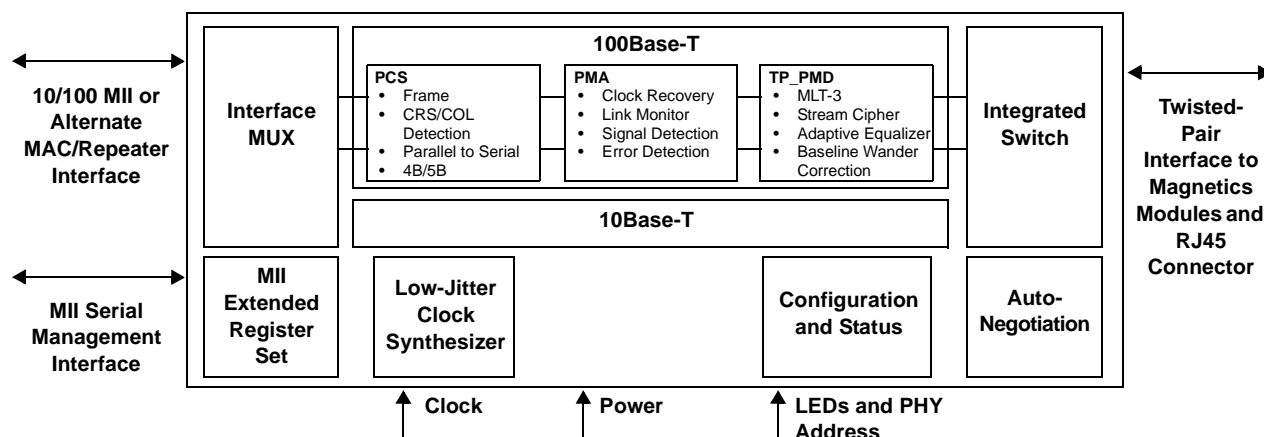 10/100 MII or
Alternate
MAC/Repeater
Interface
MII Serial
Management
Interface
Interface
MUX
MII
Extended
Register
Set
100Base-T
PCS
• Frame
• CRS/COL
Detection
• Parallel to Serial
• 4B/5B
PMA
• Clock Recovery
• Link Monitor
• Signal Detection
• Error Detection
TP_PMD
• MLT-3
• Stream Cipher
• Adaptive Equalizer
• Baseline Wander
Correction
10Base-T
Low-Jitter
Clock
Synthesizer
Configuration
and Status
Integrated
Switch
Auto-
Negotiation
Twisted-
Pair
Interface to
Magnetics
Modules and
RJ45
Connector
Clock
Power
LEDs and PHY
Address